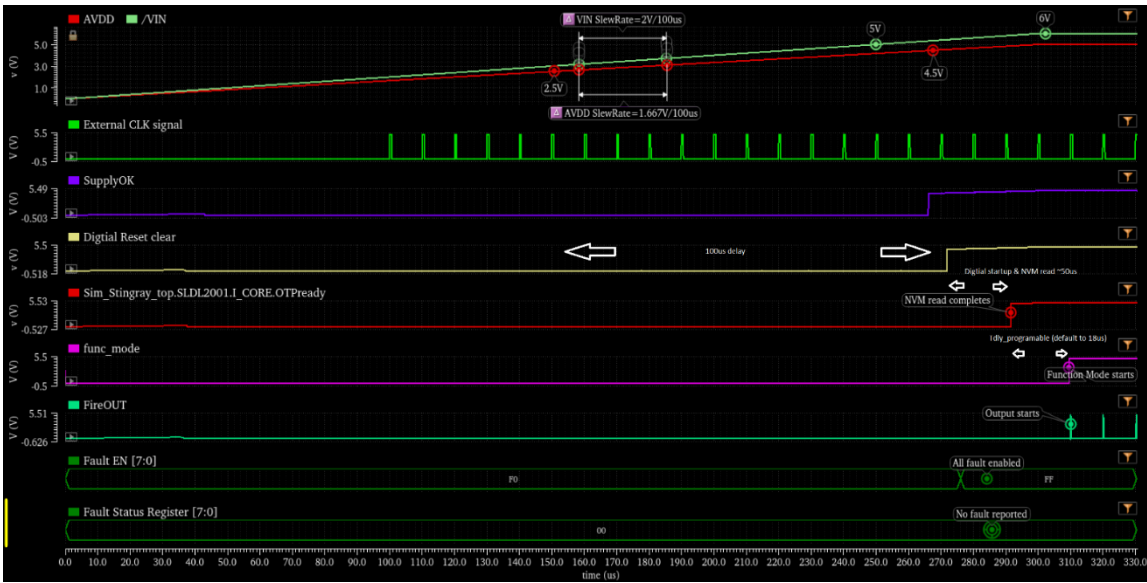 AVDD /VIN
VIN SlewRate=2V/100us
5V
6V
5.0
3.0
1.0
v (V)
2.5V
4.5V
AVDD SlewRate=1.667V/100us
External CLK signal
5.5
-0.5
V (V)
SupplyOK
5.49
-0.503
V (V)
Digtial Reset clear
5.5
-0.518
v (V)
100us delay
Digtial startup & NVM read ~50us
Sim_Stingray_top.SLDL2001.I_CORE.OTPready
5.53
-0.527
V (V)
NVM read completes
Idly_programable (default to 18us)
func_mode
5.5
-0.5
V (V)
Function Mode starts
FireOUT
5.51
-0.626
V (V)
Output starts
Fault EN [7:0]
All fault enabled
F0
FF
Fault Status Register [7:0]
No fault reported
00
0.0 10.0 20.0 30.0 40.0 50.0 60.0 70.0 80.0 90.0 100.0 110.0 120.0 130.0 140.0 150.0 160.0 170.0 180.0 190.0 200.0 210.0 220.0 230.0 240.0 250.0 260.0 270.0 280.0 290.0 300.0 310.0 320.0
time (us)